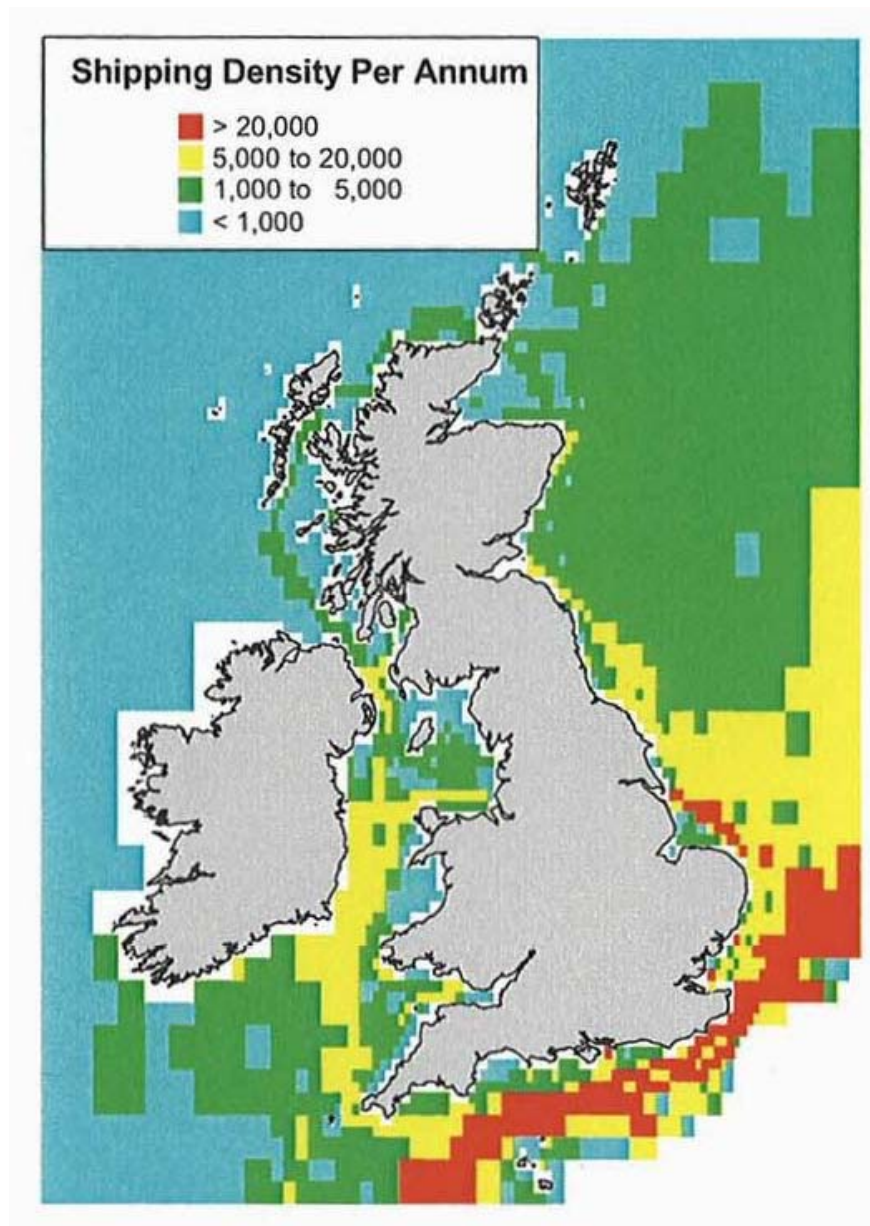 Shipping Density Per Annum
> 20,000
5,000 to 20,000
1,000 to 5,000
< 1,000